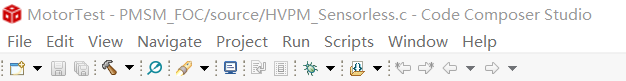 MotorTest - PMSM_FOC/source/HVPM_Sensorless.c - Code Composer Studio
File Edit View Navigate Project Run Scripts Window Help